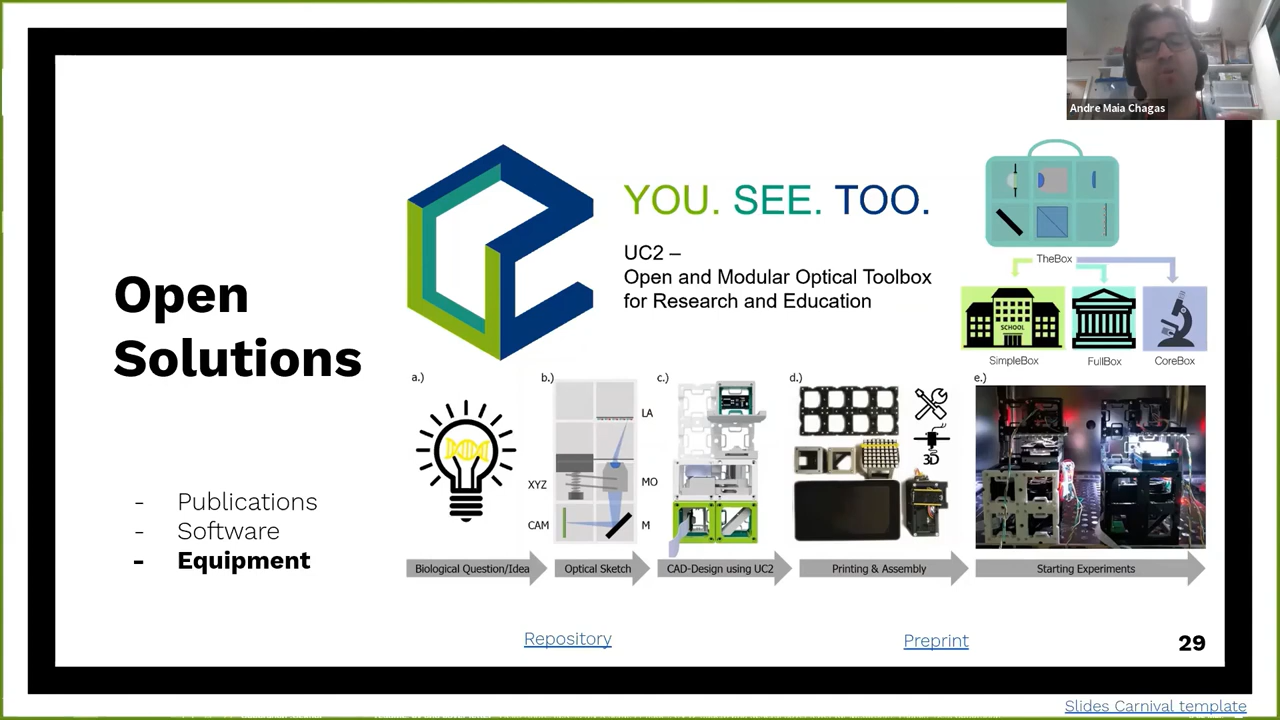 Andre Maia Chagas
YOU. SEE. TOO.
UC2 –
Open and Modular Optical Toolbox
for Research and Education
TheBox
SCHOOL
SimpleBox
FullBox
CoreBox
Open
Solutions
- Publications
- Software
- Equipment
a.)
b.)
c.)
d.)
e.)
LA
XYZ
MO
CAM
M
3D
Biological Question/Idea
Optical Sketch
CAD-Design using UC2
Printing & Assembly
Starting Experiments
Repository
Preprint
29
Slides Carnival template